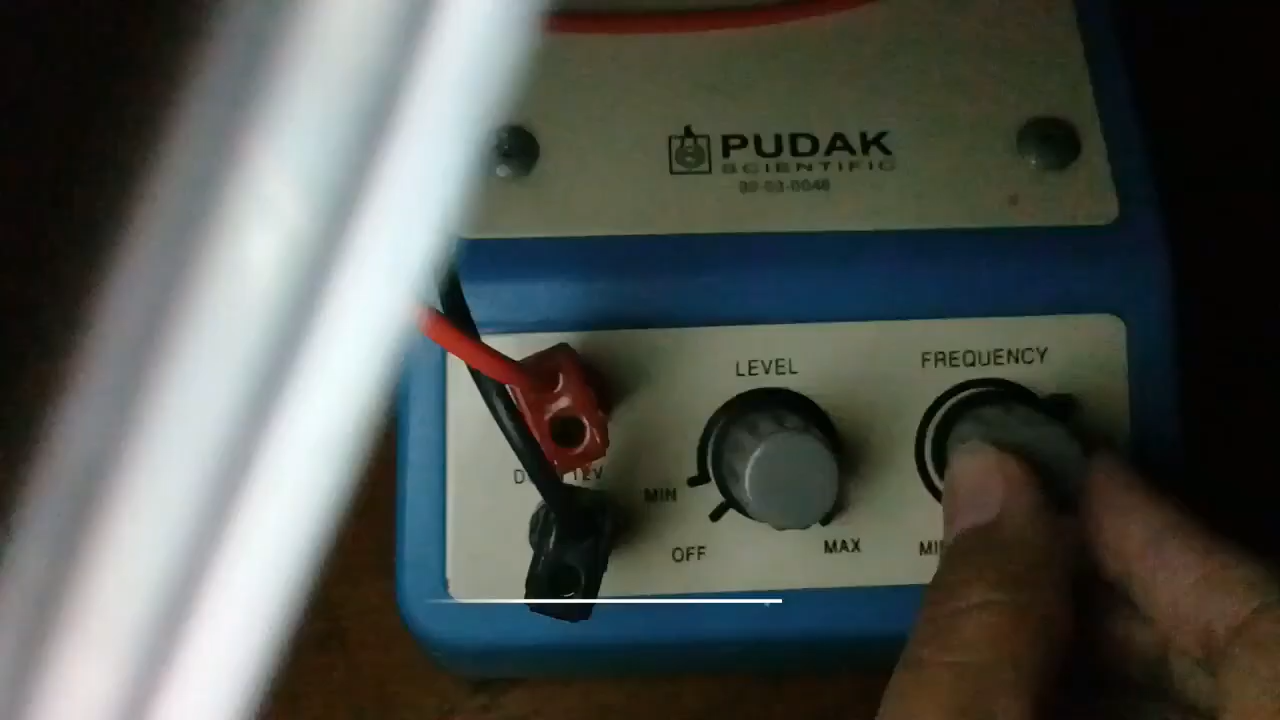 PUDAK
SCIENTIFIC
LEVEL
FREQUENCY
MIN
OFF
MAX